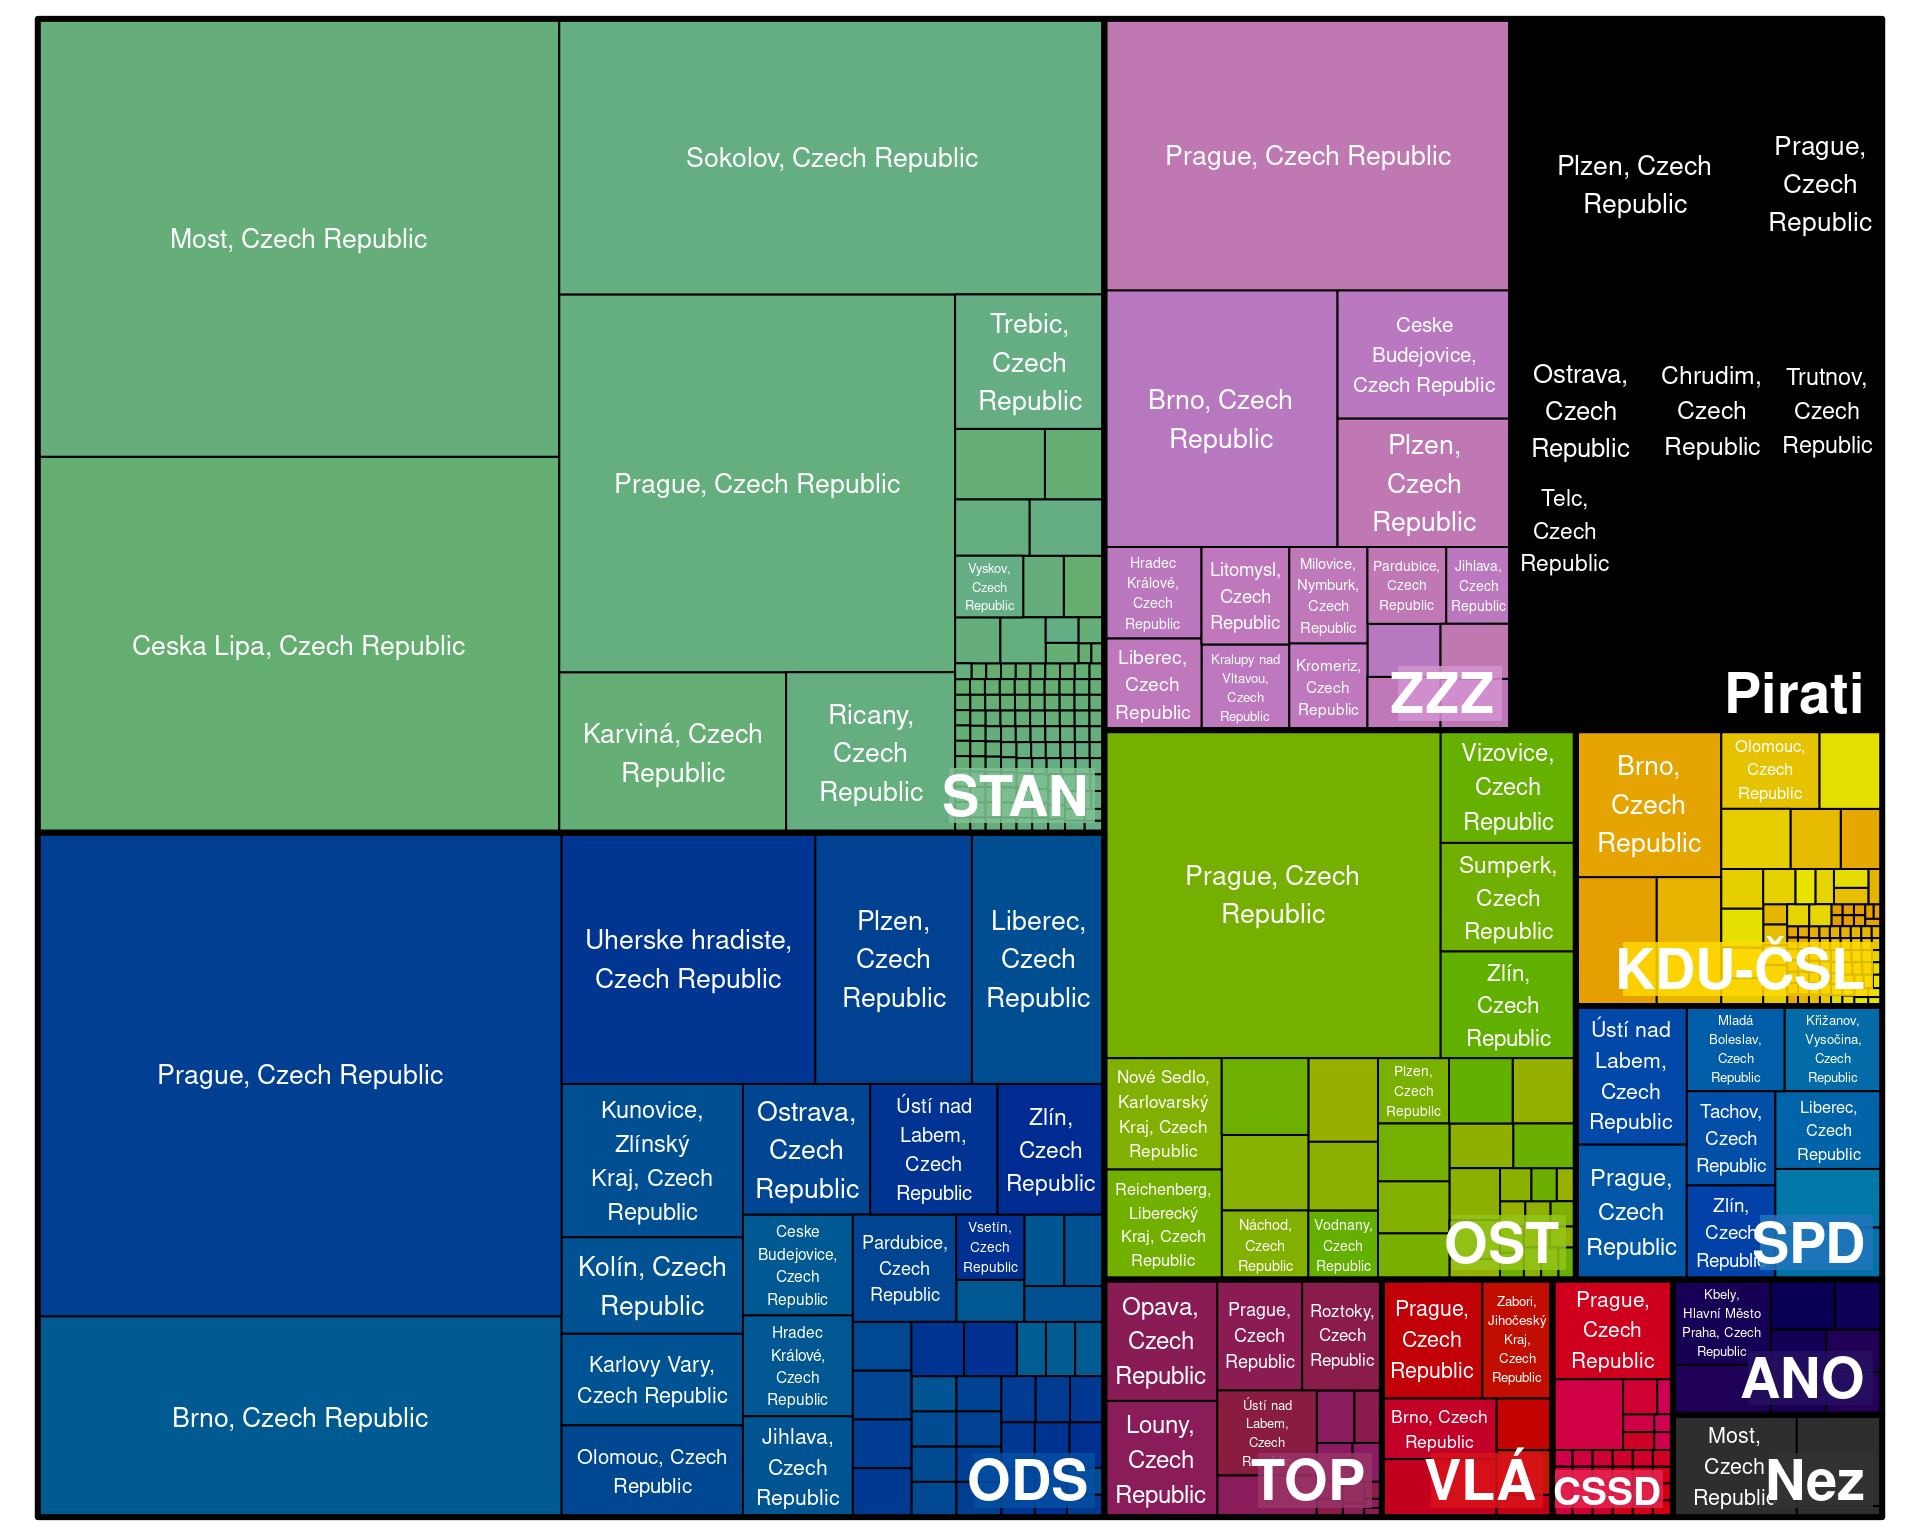 Most, Czech Republic
Ceska Lipa, Czech Republic
Sokolov, Czech Republic
Prague, Czech Republic
Trebic,
Czech
Republic
Vyskov,
Czech
Republic
Karviná, Czech
Republic
Ricany,
Czech
Republic
STAN
Prague, Czech Republic
Brno, Czech
Republic
Ceske
Budejovice,
Czech Republic
Plzen,
Czech
Republic
Hradec
Králové,
Czech
Republic
Litomysl,
Czech
Republic
Milovice,
Nymburk,
Czech
Republic
Pardubice,
Czech
Republic
Jihlava,
Czech
Republic
Liberec,
Czech
Republic
Kralupy nad
Vltavou,
Czech
Republic
Kromeriz,
Czech
Republic
ZZZ
Plzen, Czech
Republic
Prague,
Czech
Republic
Ostrava,
Czech
Republic
Chrudim,
Czech
Republic
Trutnov,
Czech
Republic
Telc,
Czech
Republic
Pirati
Prague, Czech Republic
Brno, Czech Republic
Uherske hradiste,
Czech Republic
Plzen,
Czech
Republic
Liberec,
Czech
Republic
Kunovice,
Zlínský
Kraj, Czech
Republic
Ostrava,
Czech
Republic
Ústí nad
Labem,
Czech
Republic
Zlín,
Czech
Republic
Kolín, Czech
Republic
Ceske
Budejovice,
Czech
Republic
Pardubice,
Czech
Republic
Vsetín,
Czech
Republic
Karlovy Vary,
Czech Republic
Hradec
Králové,
Czech
Republic
Olomouc, Czech
Republic
Jihlava,
Czech
Republic
ODS
Prague, Czech
Republic
Vizovice,
Czech
Republic
Sumperk,
Czech
Republic
Zlín,
Czech
Republic
Nové Sedlo,
Karlovarský
Kraj, Czech
Republic
Plzen,
Czech
Republic
Reichenberg,
Liberecký
Kraj, Czech
Republic
Náchod,
Czech
Republic
Vodnany,
Czech
Republic
OST
Brno,
Czech
Republic
Olomouc,
Czech
Republic
KDU-ČSL
Ústí nad
Labem,
Czech
Republic
Mladá
Boleslav,
Czech
Republic
Křižanov,
Vysočina,
Czech
Republic
Prague,
Czech
Republic
Tachov,
Czech
Republic
Liberec,
Czech
Republic
Zlín,
Czech
Republic
SPD
Opava,
Czech
Republic
Prague,
Czech
Republic
Roztoky,
Czech
Republic
Louny,
Czech
Republic
Ústí nad
Labem,
Czech
TOP
Prague,
Czech
Republic
Zabori,
Jihočeský
Kraj,
Czech
Republic
Brno, Czech
Republic
VLÁ
Prague,
Czech
Republic
CSSD
Kbely,
Hlavní Město
Praha, Czech
Republic
ANO
Most,
Czech
Republic
Nez